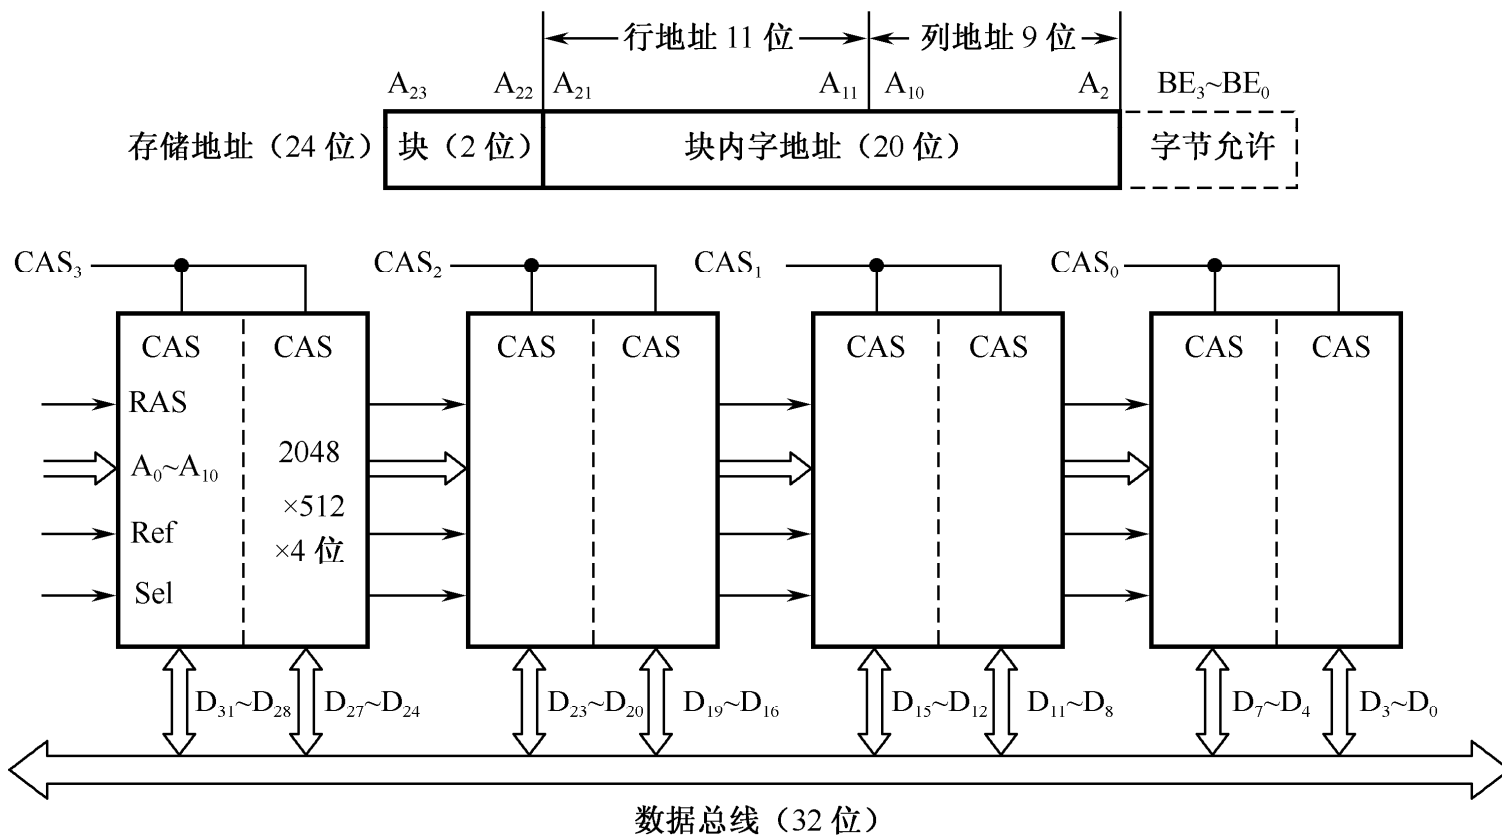 行地址 11 位
列地址 9 位
A₂₃ A₂₂ A₂₁ A₁₁ A₁₀ A₂ BE₃~BE₀
存储地址（24 位） 块（2 位） 块内字地址（20 位） 字节允许
CAS₃ CAS₂ CAS₁ CAS₀
CAS CAS CAS CAS CAS CAS CAS CAS
RAS
A₀~A₁₀
2048
×512
Ref
×4 位
Sel
D₃₁~D₂₈ D₂₇~D₂₄ D₂₃~D₂₀ D₁₉~D₁₆ D₁₅~D₁₂ D₁₁~D₈ D₇~D₄ D₃~D₀
数据总线（32 位）